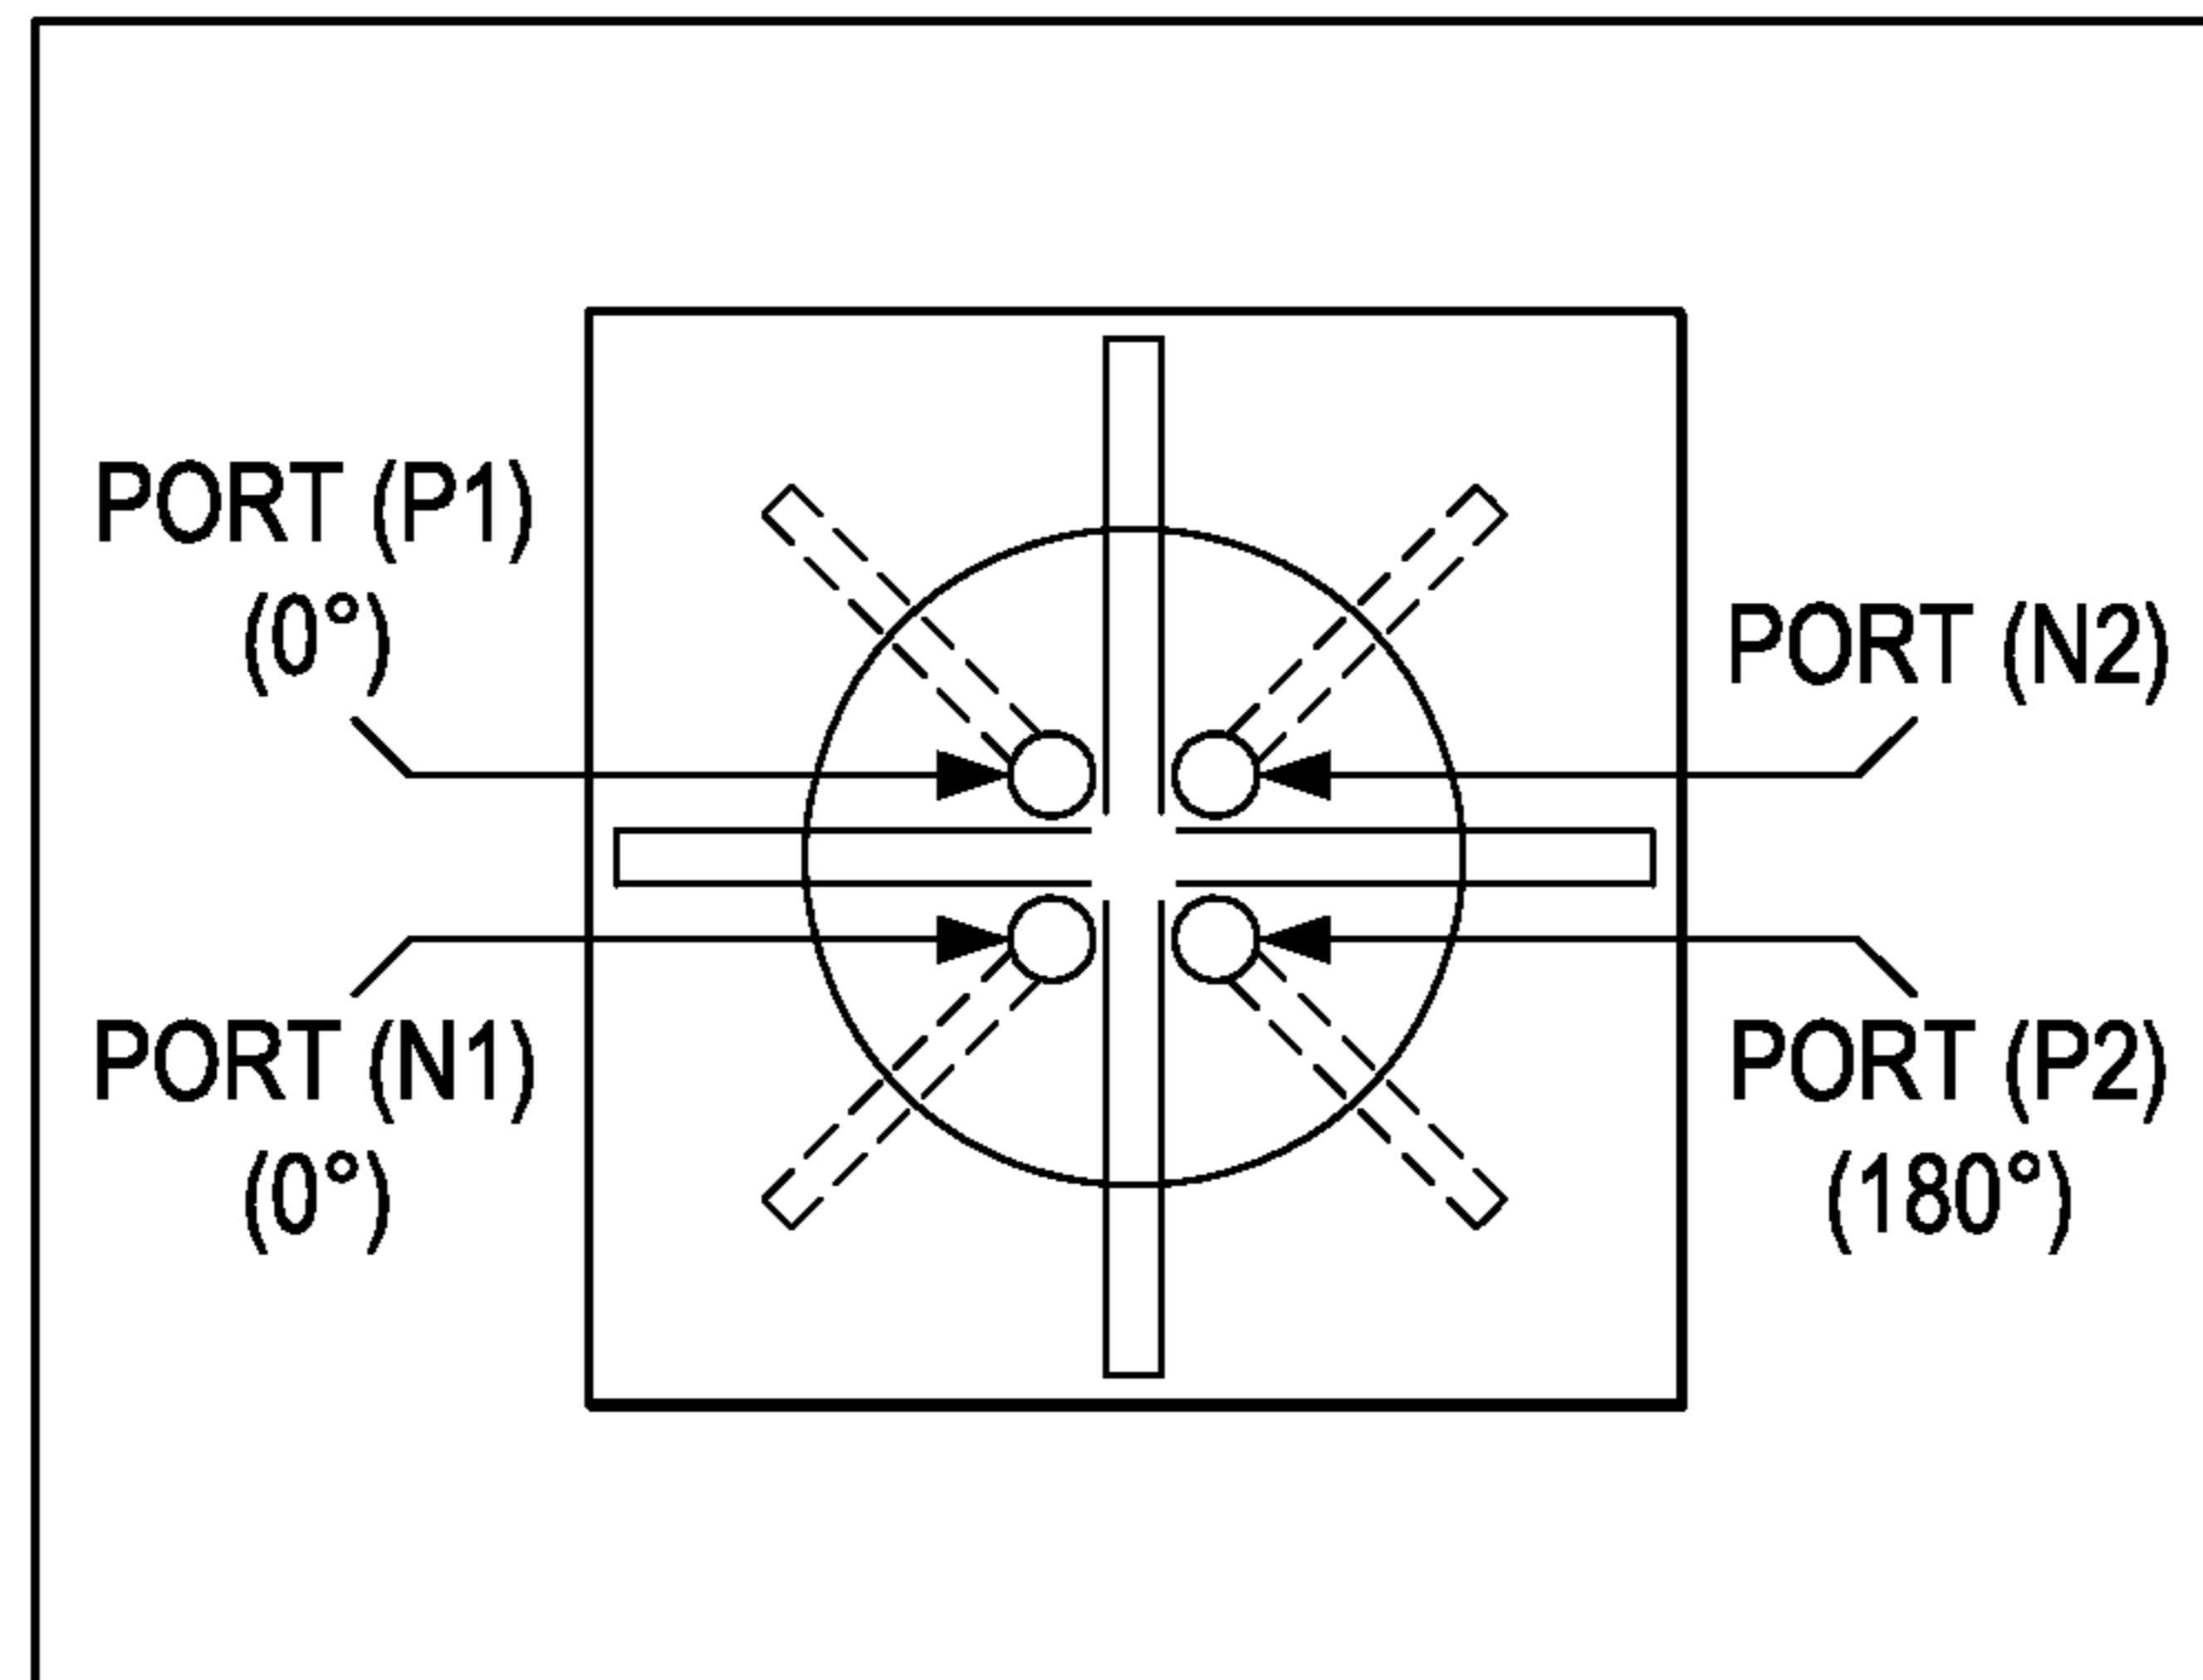 PORT (P1)
(0°)
PORT (N2)
PORT (N1)
(0°)
PORT (P2)
(180°)